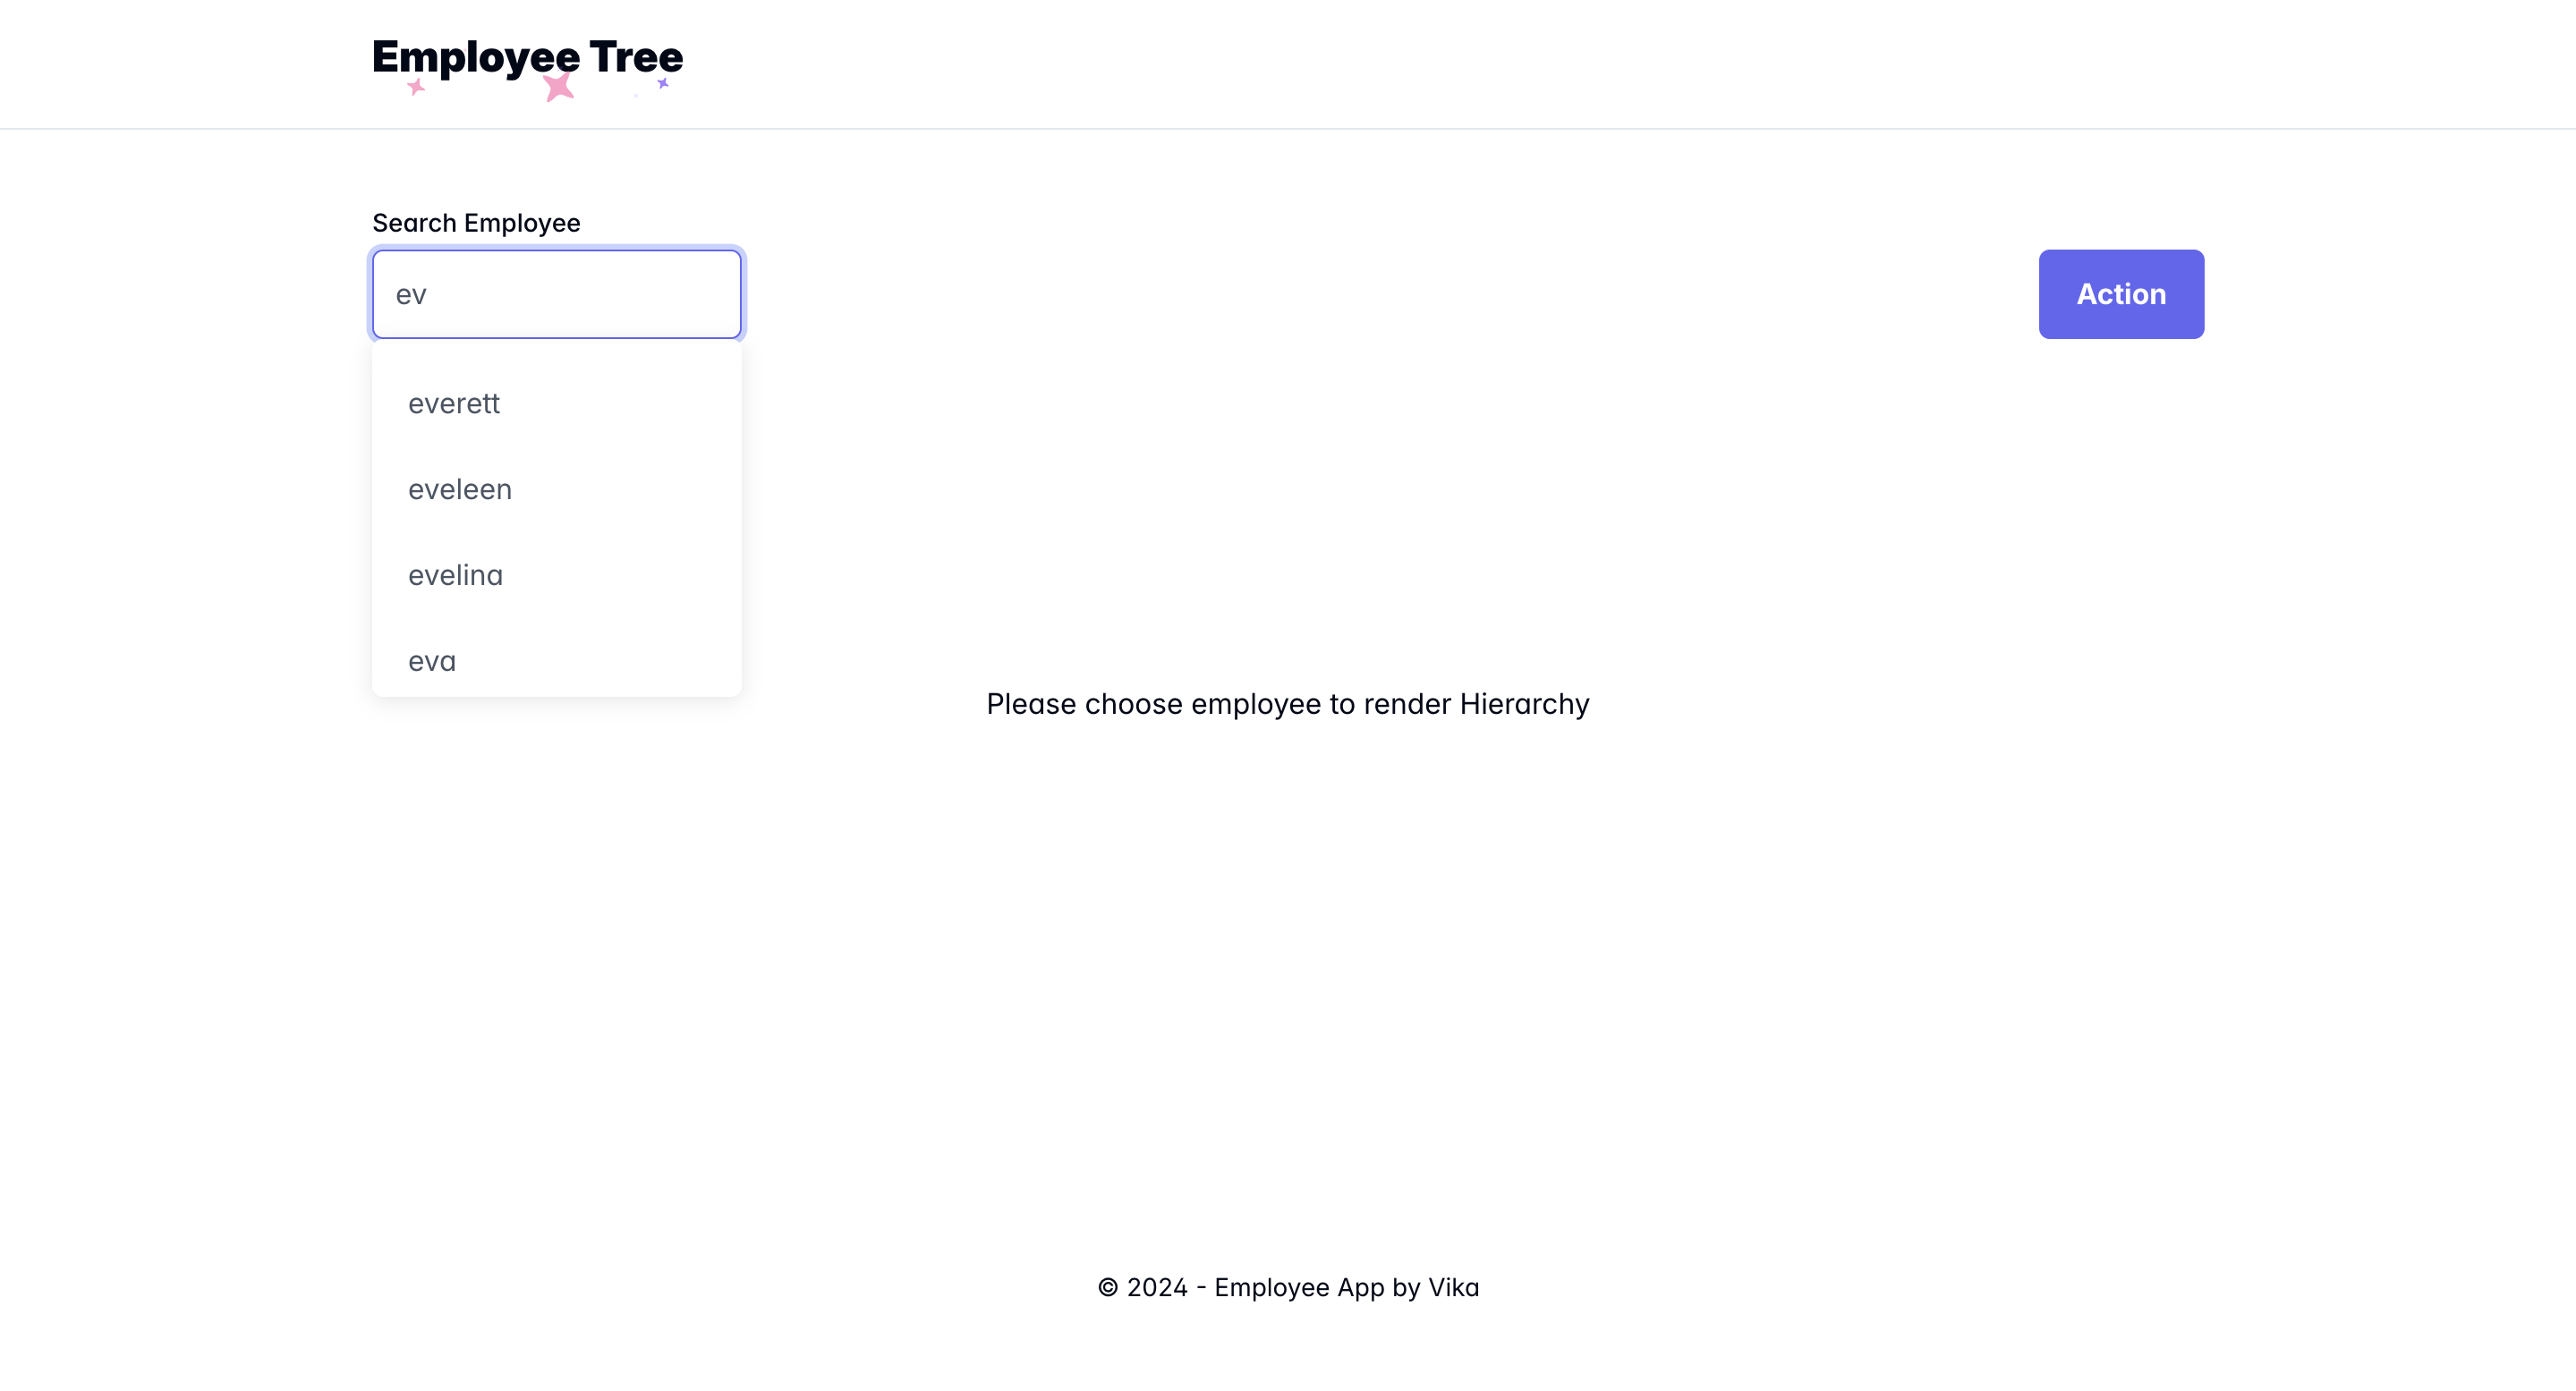 Employee Tree
Search Employee
ev
Action
everett
eveleen
evelina
eva
Please choose employee to render Hierarchy
© 2024 - Employee App by Vika